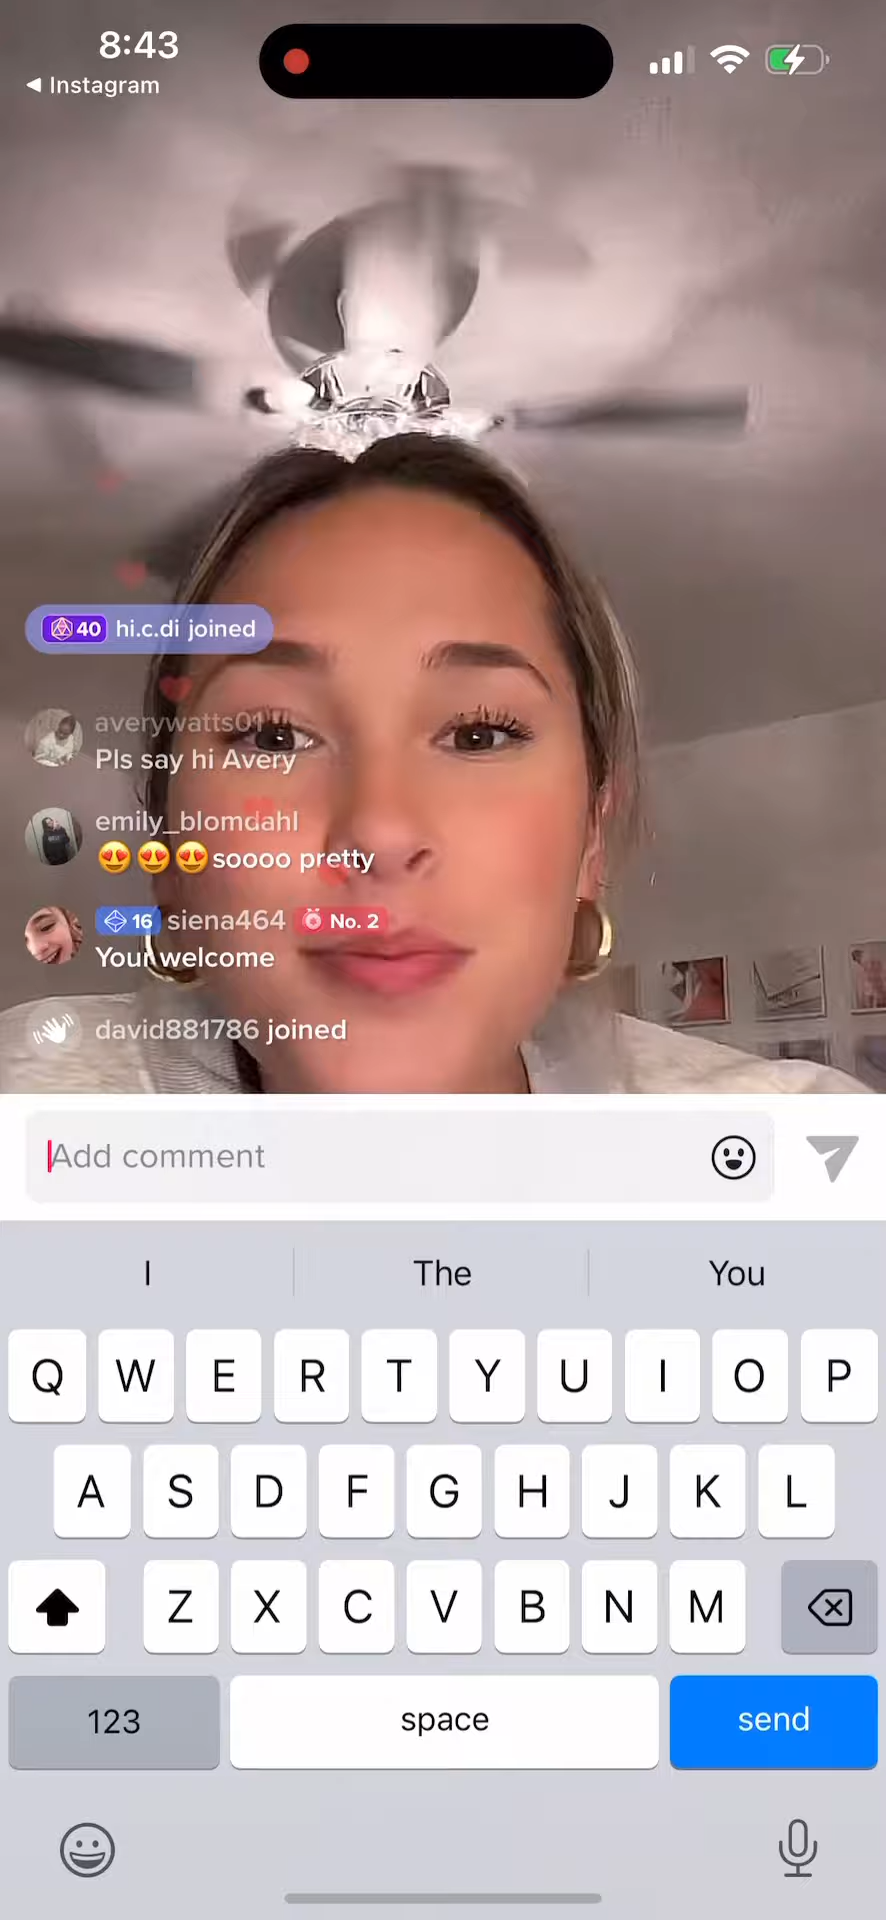 8:43
Instagram
40 hi.c.di joined
averywatts01
Pls say hi Avery
emily_blomdahl
😍😍😍soooo pretty
16 siena464 No. 2
Your welcome
david881786 joined
Add comment
I The You
Q W E R T Y U I O P
A S D F G H J K L
Z X C V B N M
123 space send